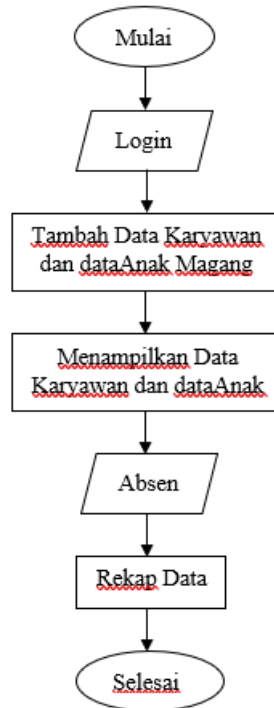 Mulai
Login
Tambah Data Karyawan
dan dataAnak Magang
Menampilkan Data
Karyawan dan dataAnak
Absen
Rekap Data
Selesai